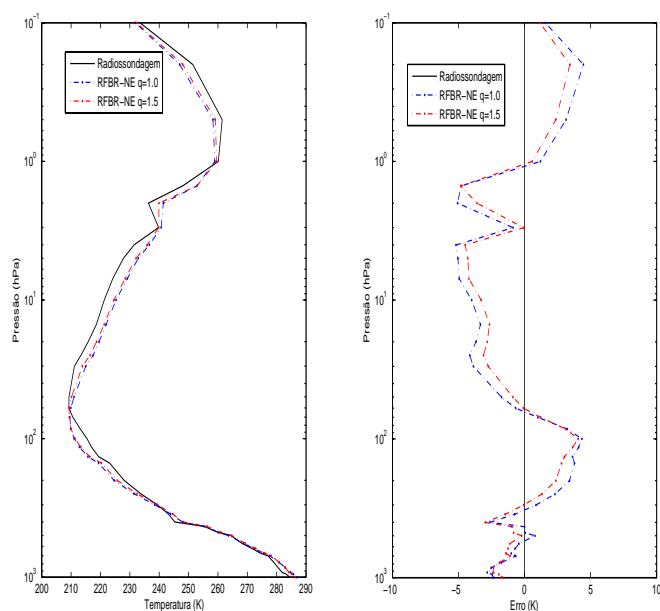 10⁻¹
10⁰
10¹
10²
10³
Pressão (hPa)
Radiossondagem
RFBR−NE q=1.0
RFBR−NE q=1.5
200 210 220 230 240 250 260 270 280 290
Temperatura (K)
10⁻¹
10⁰
10¹
10²
10³
Pressão (hPa)
Radiossondagem
RFBR−NE q=1.0
RFBR−NE q=1.5
−10 −5 0 5 10
Erro (K)